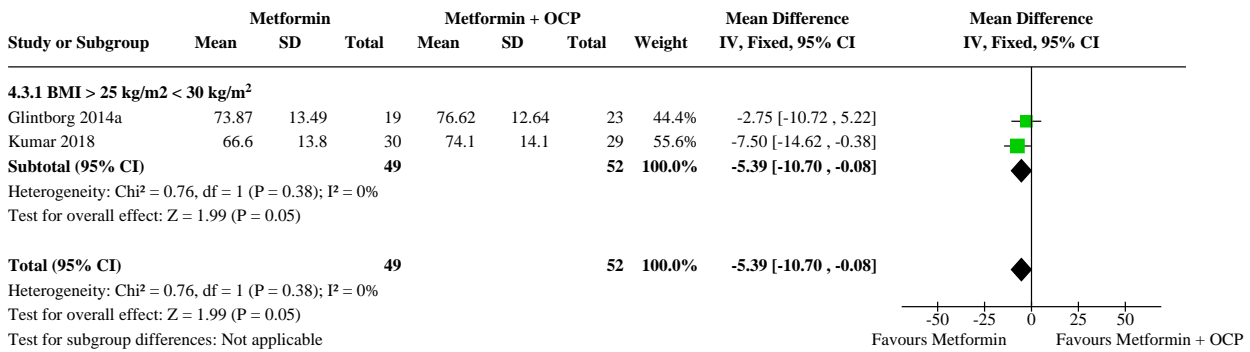 Metformin Metformin + OCP Mean Difference Mean Difference
Study or Subgroup Mean SD Total Mean SD Total Weight IV, Fixed, 95% CI IV, Fixed, 95% CI
4.3.1 BMI > 25 kg/m2 < 30 kg/m²
Glintborg 2014a 73.87 13.49 19 76.62 12.64 23 44.4% -2.75 [-10.72 , 5.22]
Kumar 2018 66.6 13.8 30 74.1 14.1 29 55.6% -7.50 [-14.62 , -0.38]
Subtotal (95% CI) 49 52 100.0% -5.39 [-10.70 , -0.08]
Heterogeneity: Chi² = 0.76, df = 1 (P = 0.38); I² = 0%
Test for overall effect: Z = 1.99 (P = 0.05)
Total (95% CI) 49 52 100.0% -5.39 [-10.70 , -0.08]
Heterogeneity: Chi² = 0.76, df = 1 (P = 0.38); I² = 0%
Test for overall effect: Z = 1.99 (P = 0.05) -50 -25 0 25 50
Test for subgroup differences: Not applicable Favours Metformin Favours Metformin + OCP